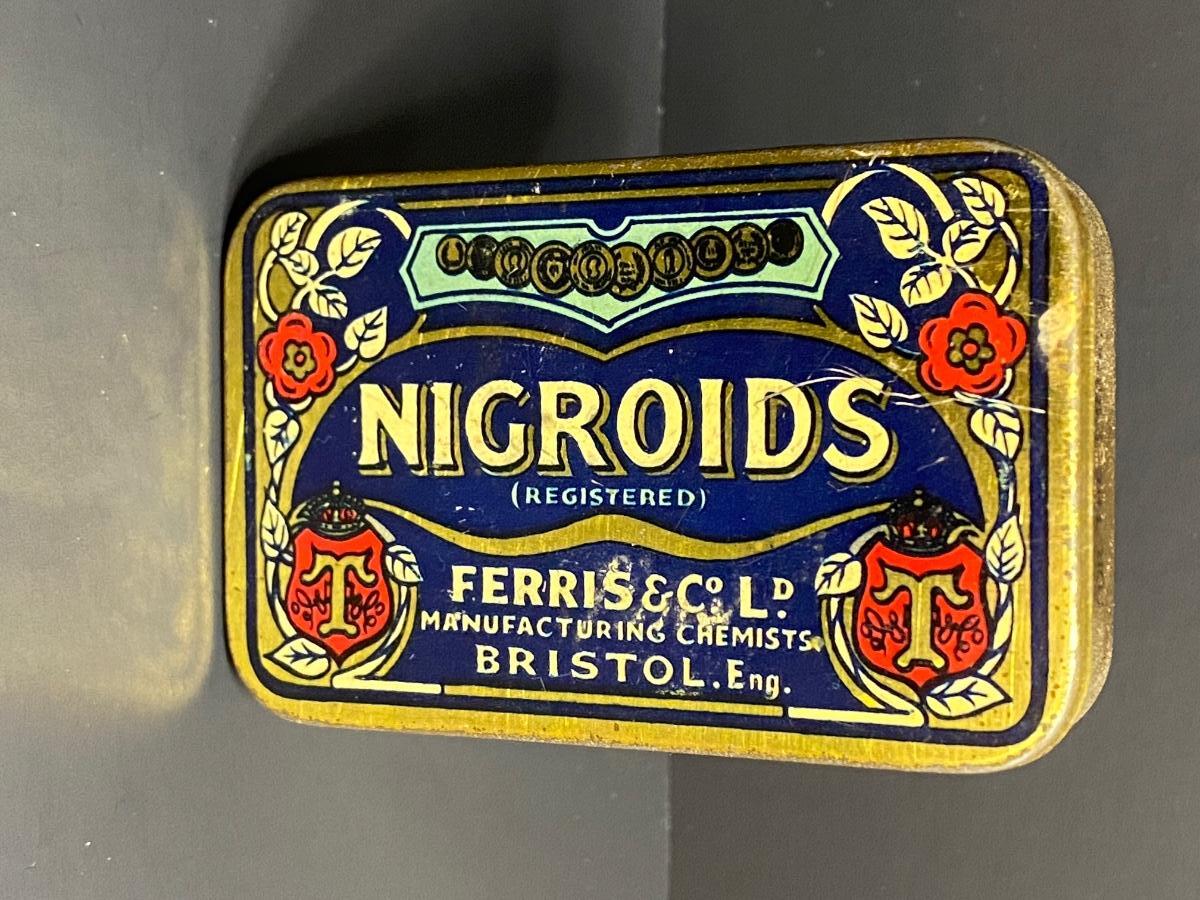 NIGROIDS
(REGISTERED)
FERRIS & Cº Lᴰ.
MANUFACTURING CHEMISTS.
BRISTOL. Eng.
T
T